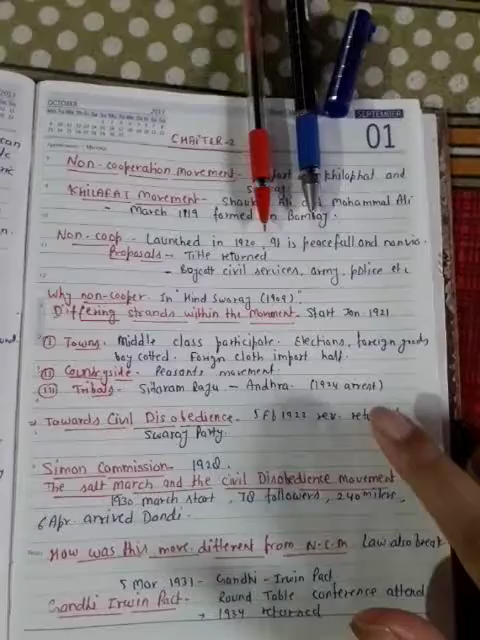 OCTOBER 2017
SEPTEMBER
01
CHAPTER-2
Non-cooperation movement- khilaphat and
KHILAFAT Movement- Ali and Mohammal Ali
- March 1919 formed in Bombay.
Non-coop- Launched in 1920, It is peacefull and nonvio.
Proposals - Title returned
- Boycott civil services, army, police etc
Why non-cooper. In "Hind Swaraj (1909".
Differing strands within the Monment- Start Jan. 1921
(i) Towns- Middle class participate. Elections, foreign goods
boycotted. Foreign cloth import half.
(ii) Countryside- Peasants movement.
(iii) Tribals- Sitaram Raju - Andhra. (1924 arrest)
⇒ Towards Civil Disobedience- 5 Fb 1922
Swaraj Party.
Simon Commission- 1928.
The salt march and the civil Disobedience movement
1930 march start, 78 followers, 240 miles,
6 Apr. arrived Dandi.
How was this move different from N.C.M Law also break
5 Mar 1931- Gandhi-Irwin Pact
Gandhi Irwin Pact- Round Table conference attend
→ 1934 returned